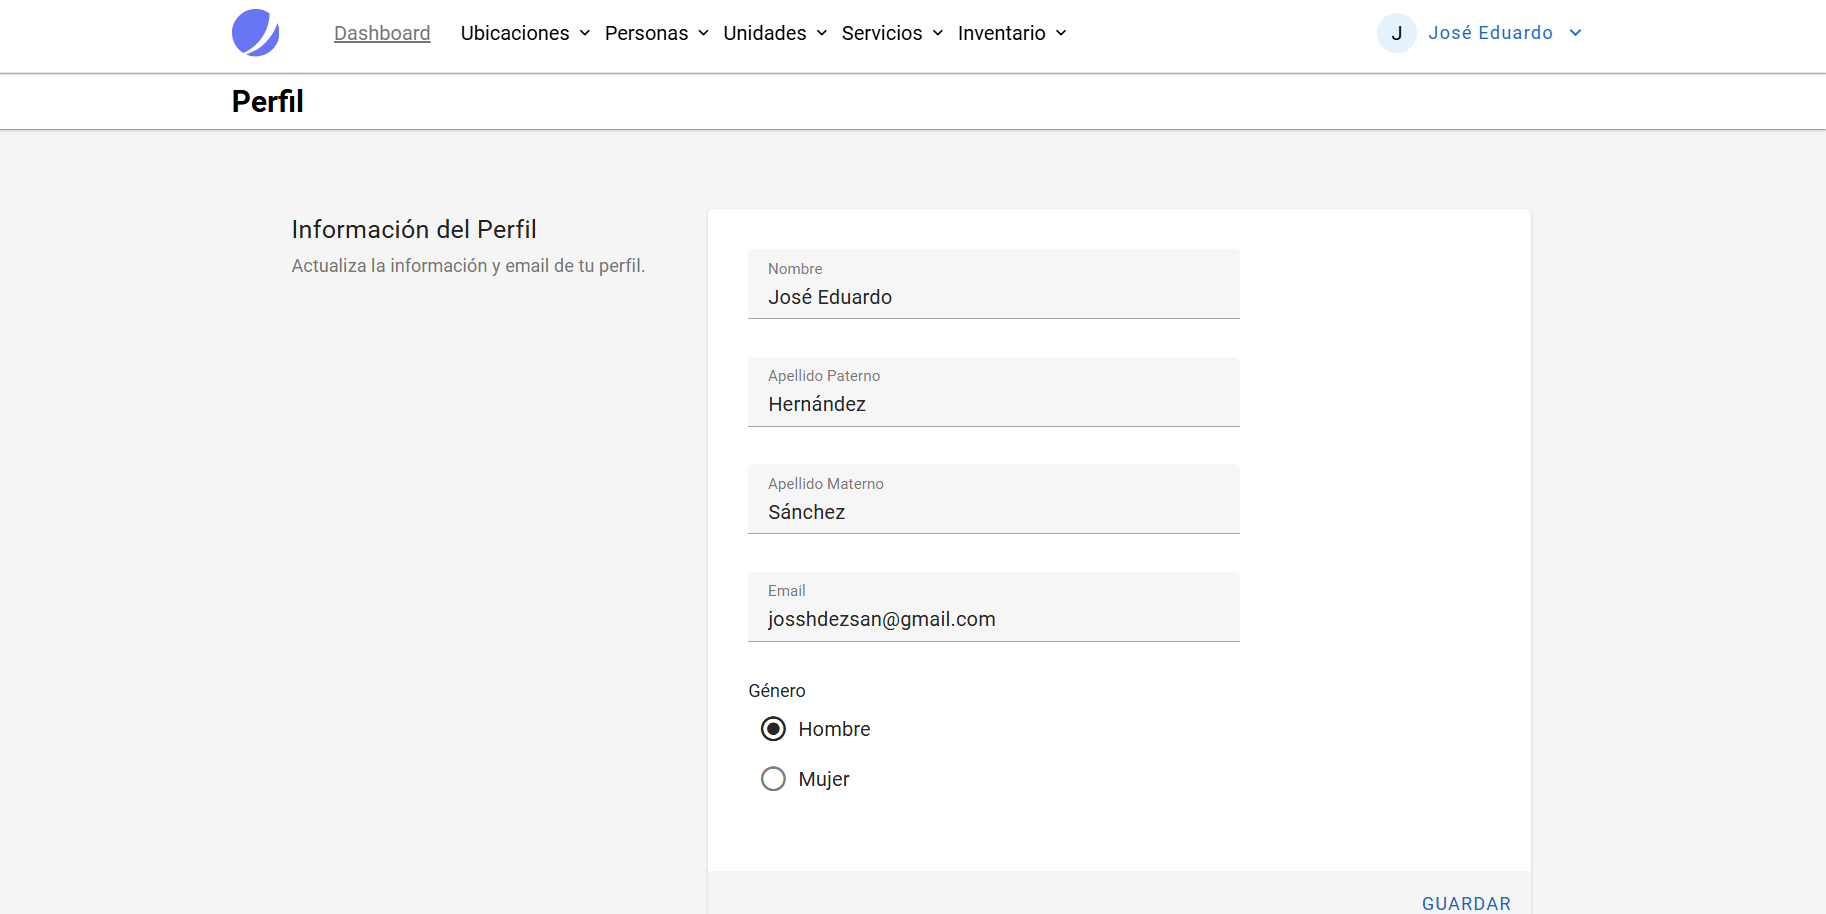 Dashboard Ubicaciones Personas Unidades Servicios Inventario J José Eduardo
Perfil
Información del Perfil
Actualiza la información y email de tu perfil.
Nombre
José Eduardo
Apellido Paterno
Hernández
Apellido Materno
Sánchez
Email
josshdezsan@gmail.com
Género
Hombre
Mujer
GUARDAR